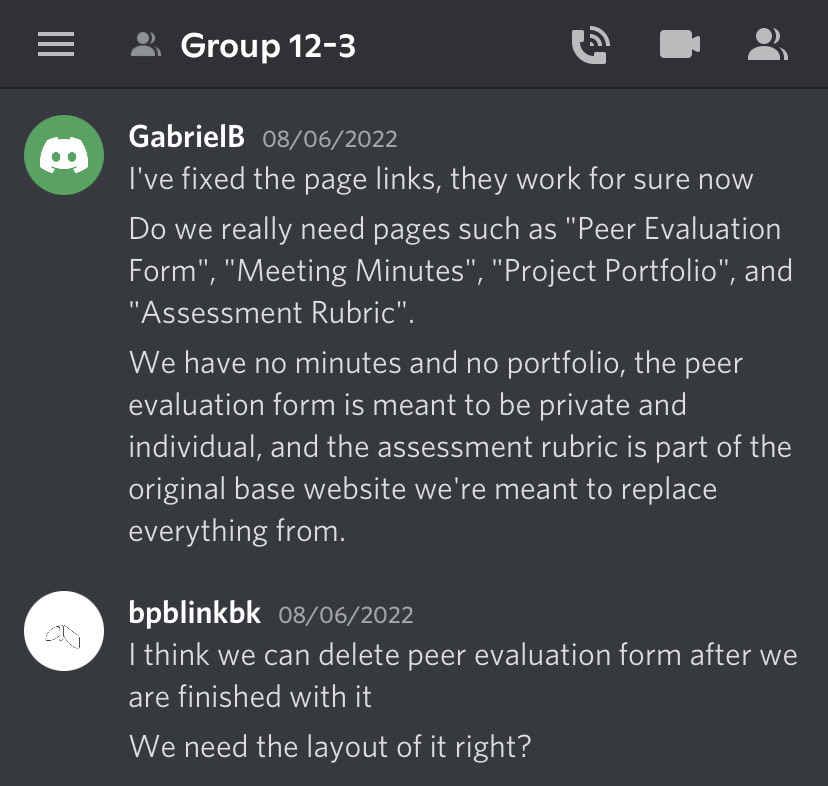 Group 12-3
GabrielB 08/06/2022
I've fixed the page links, they work for sure now
Do we really need pages such as "Peer Evaluation
Form", "Meeting Minutes", "Project Portfolio", and
"Assessment Rubric".
We have no minutes and no portfolio, the peer
evaluation form is meant to be private and
individual, and the assessment rubric is part of the
original base website we're meant to replace
everything from.
bpblinkbk 08/06/2022
I think we can delete peer evaluation form after we
are finished with it
We need the layout of it right?